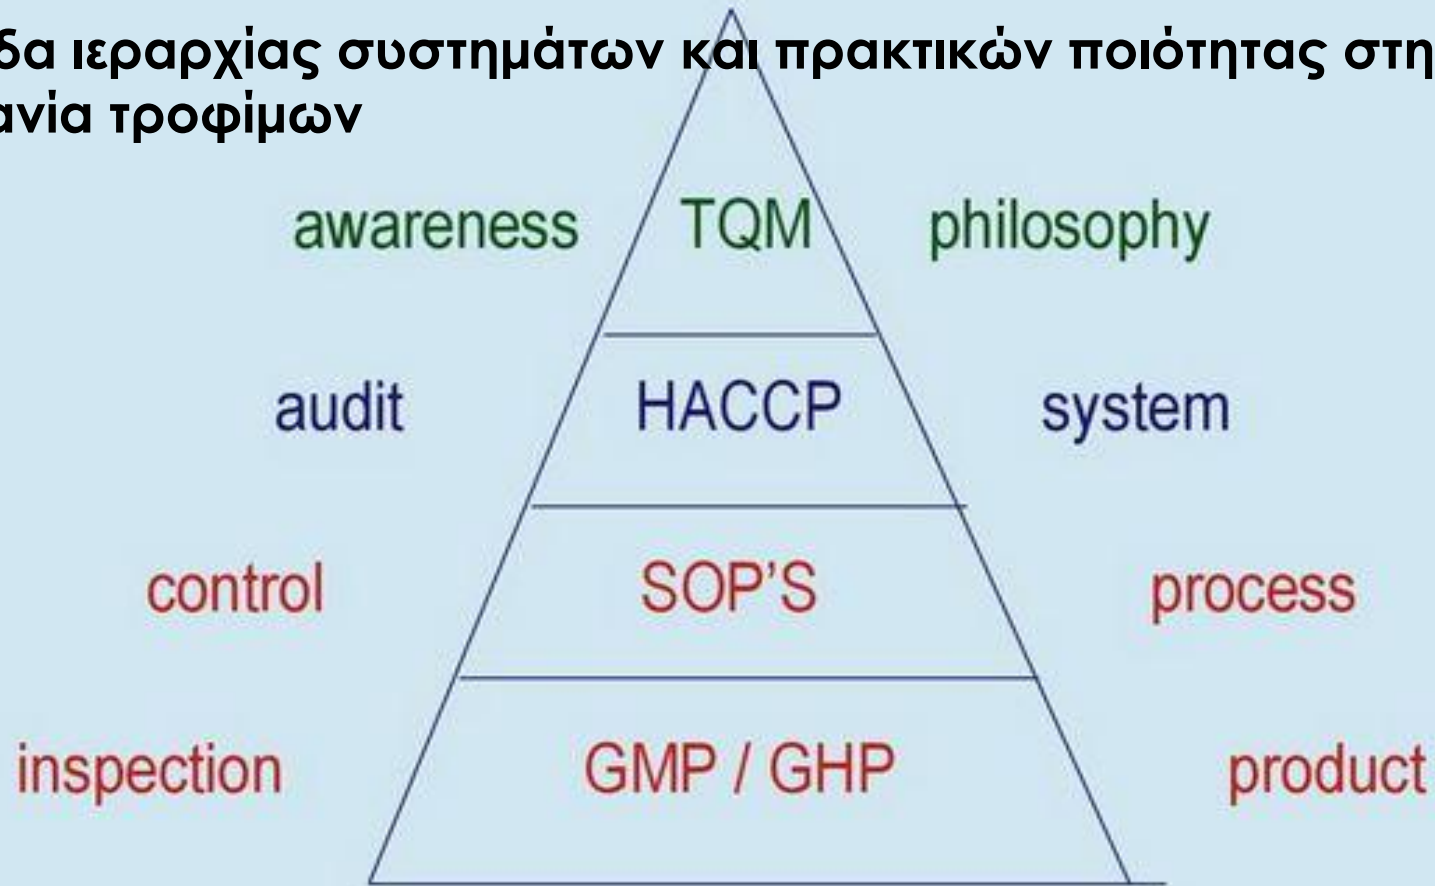 δα ιεραρχίας συστημάτων και πρακτικών ποιότητας στη
ανία τροφίμων
awareness TQM philosophy
audit HACCP system
control SOP’S process
inspection GMP / GHP product